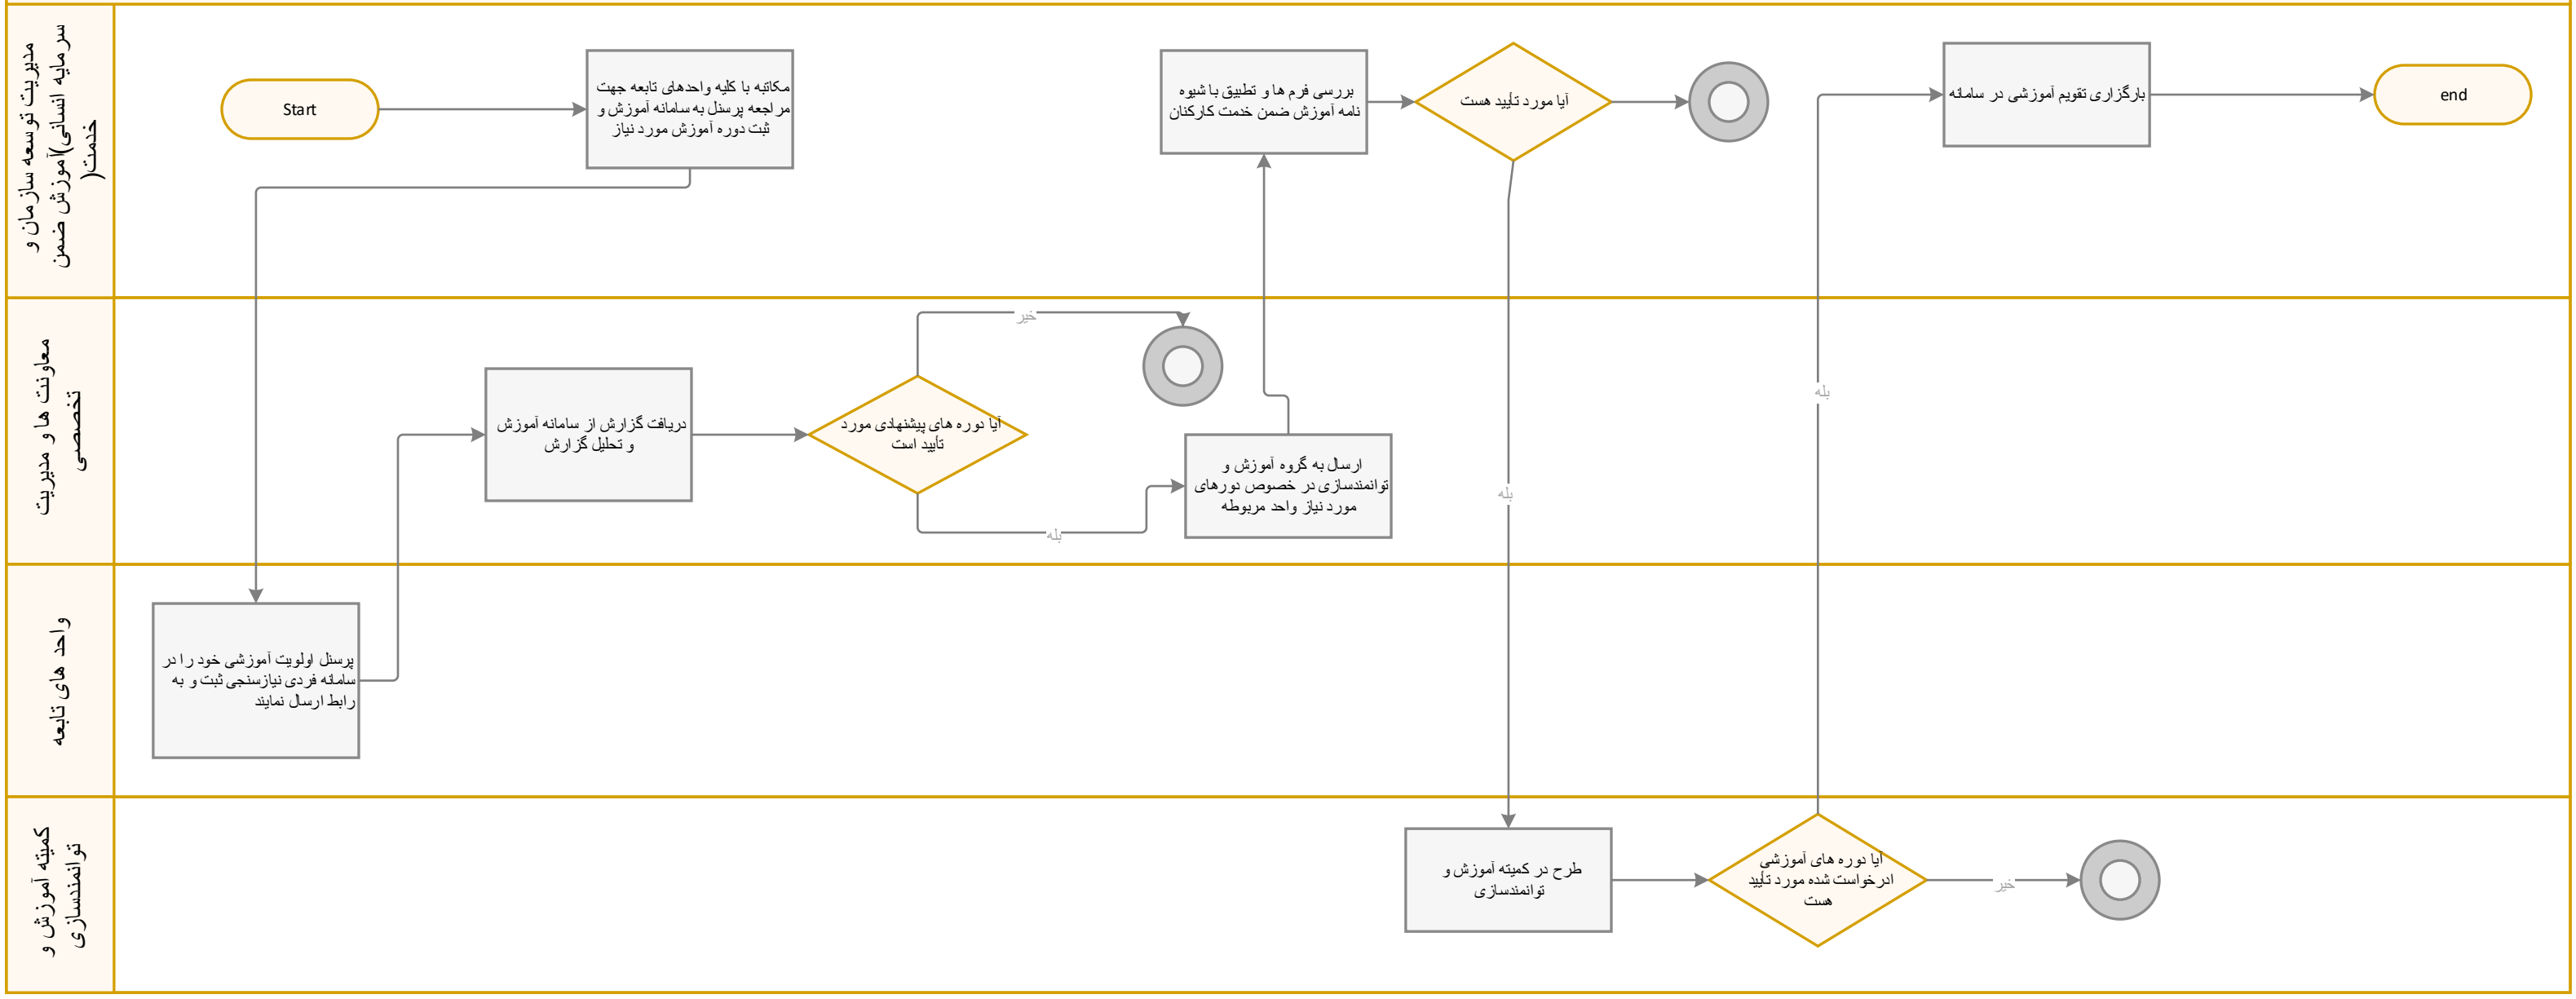 مدیریت توسعه سازمان و
سرمایه انسانی)آموزش ضمن
خدمت(
Start
مکاتبه با کلیه واحدهای تابعه جهت
مراجعه پرسنل به سامانه آموزش و
ثبت دوره آموزش مورد نیاز
بررسی فرم ها و تطبیق با شیوه
نامه آموزش ضمن خدمت کارکنان
آیا مورد تأیید هست
بارگزاری تقویم آموزشی در سامانه
end
معاونت ها و مدیریت
تخصصی
دریافت گزارش از سامانه آموزش
و تحلیل گزارش
آیا دوره های پیشنهادی مورد
تأیید است
خیر
بله
ارسال به گروه آموزش و
توانمندسازی در خصوص دورهای
مورد نیاز واحد مربوطه
بله
بله
واحد های تابعه
پرسنل اولویت آموزشی خود را در
سامانه فردی نیازسنجی ثبت و به
رابط ارسال نمایند
کمیته آموزش و
توانمندسازی
طرح در کمیته آموزش و
توانمندسازی
آیا دوره های آموزشی
ادرخواست شده مورد تأیید
هست
خیر